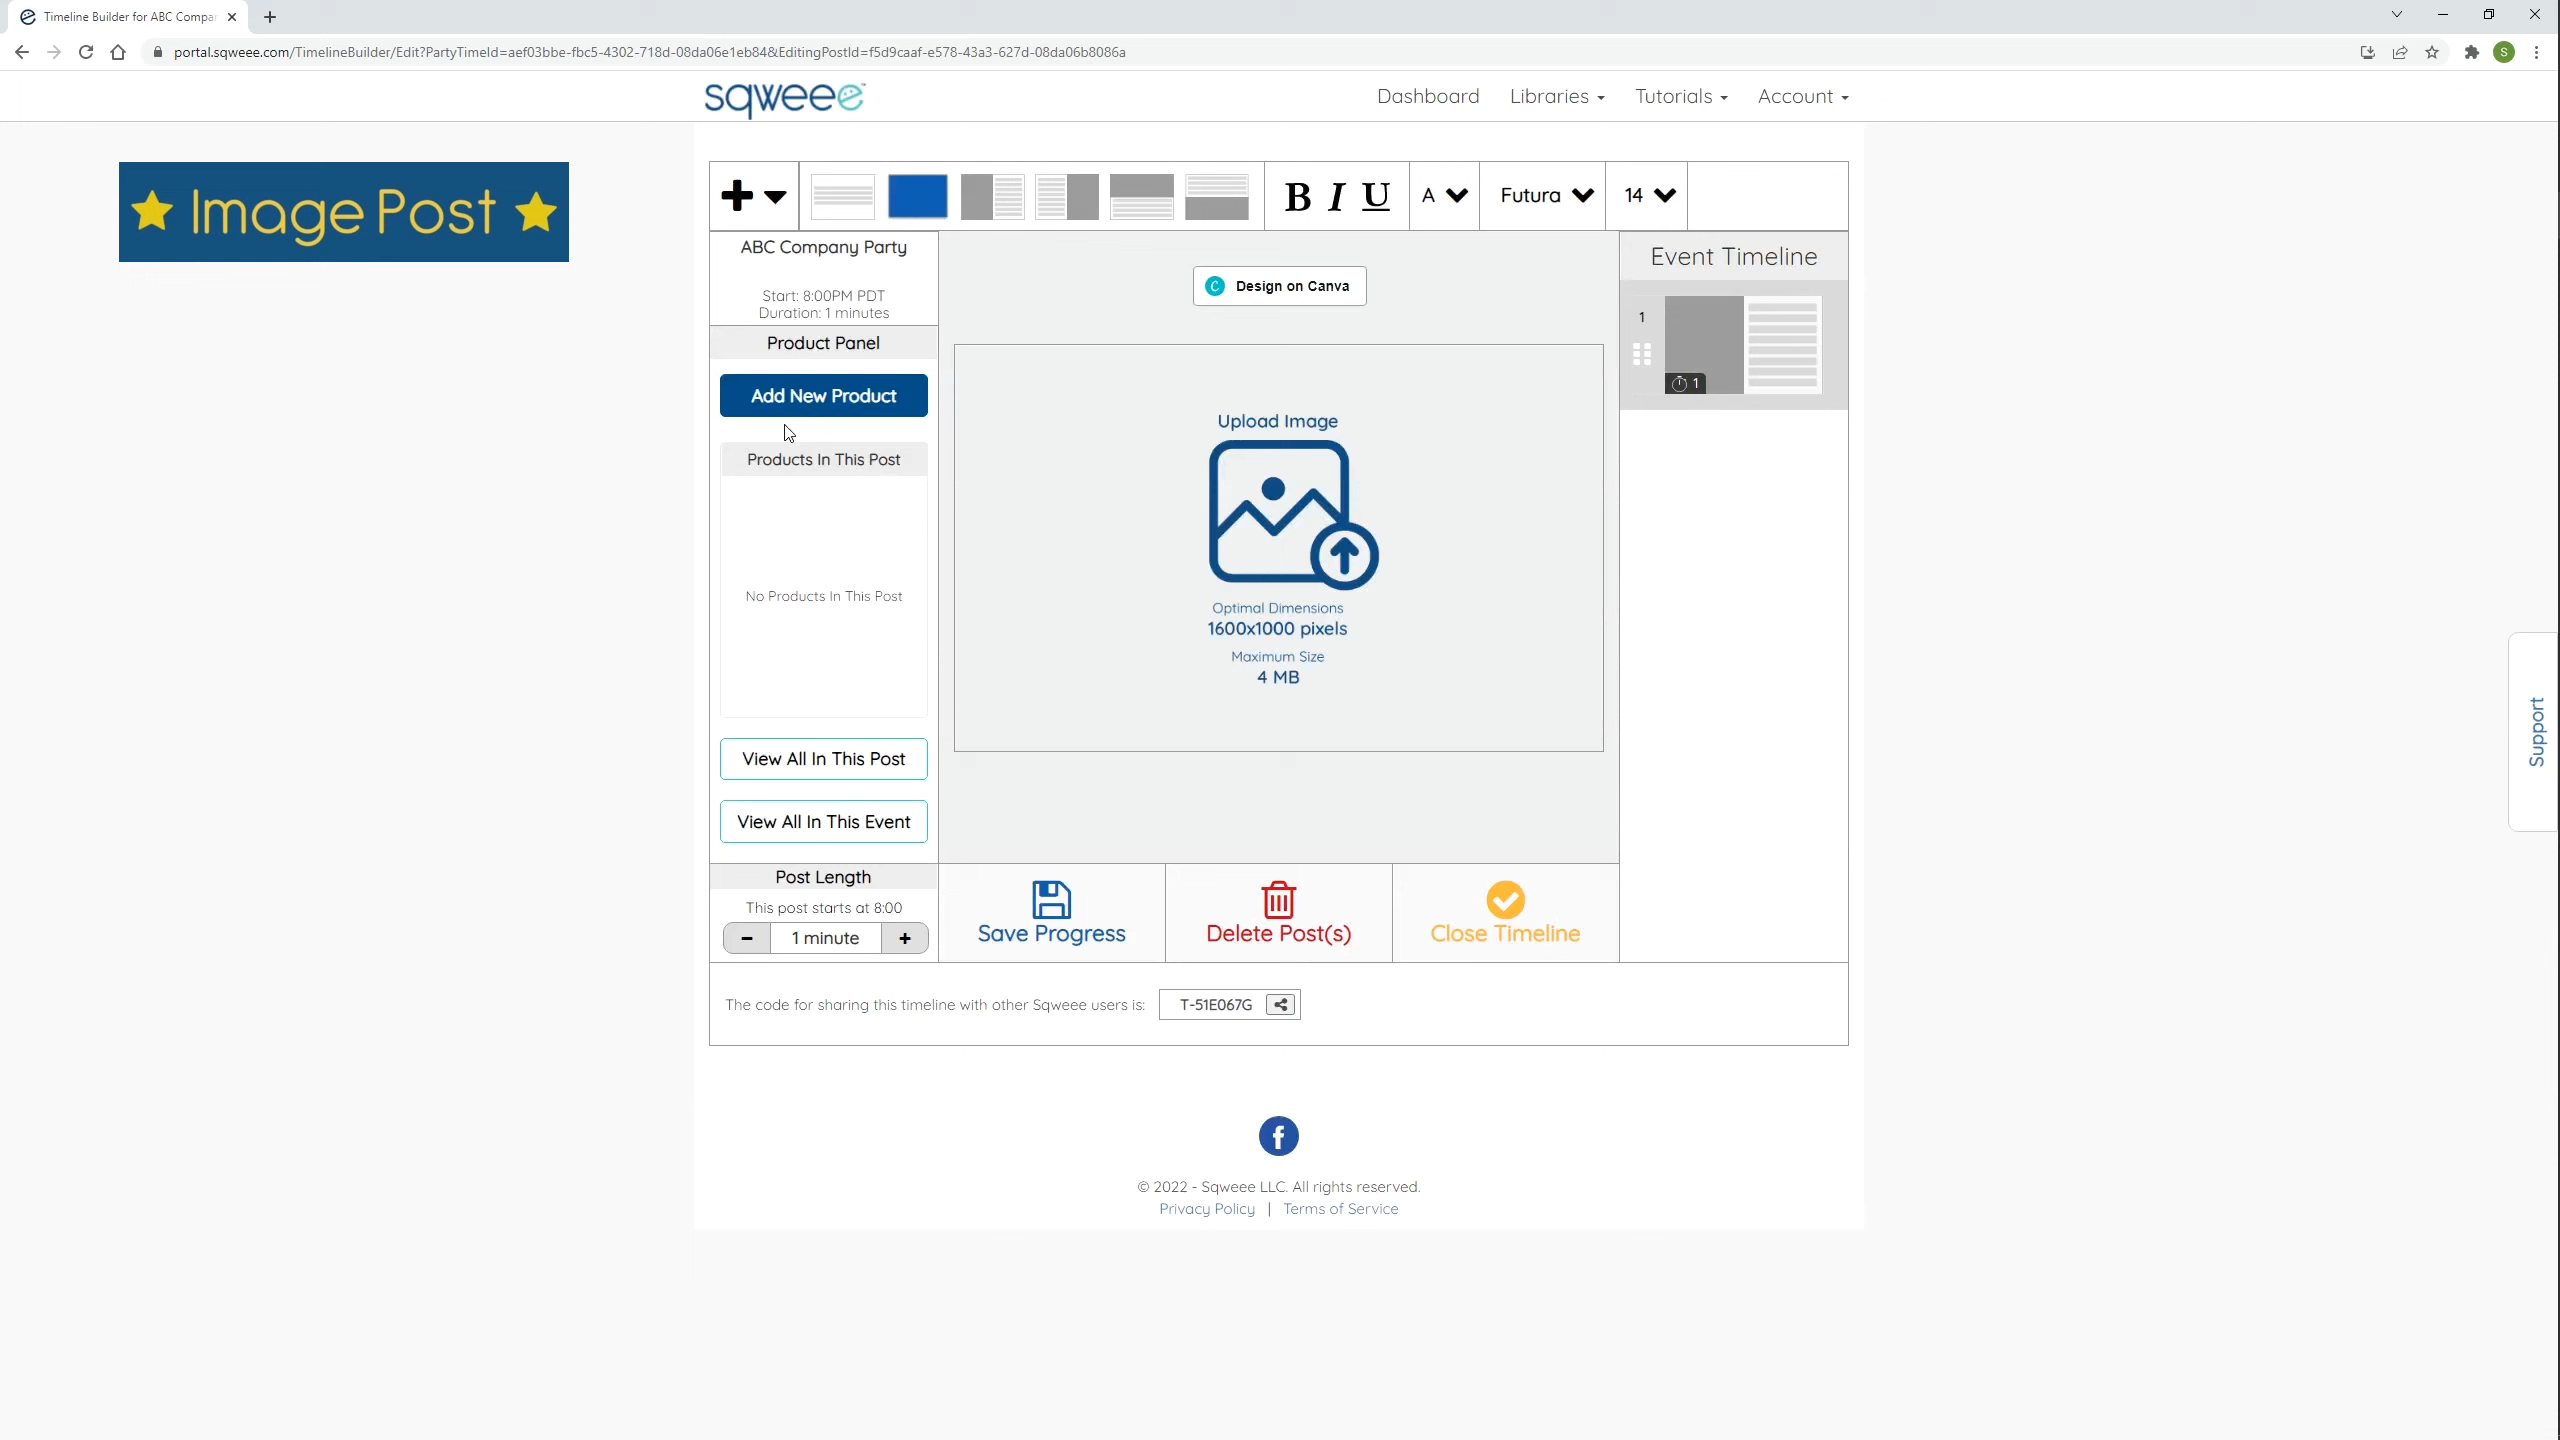 Timeline Builder for ABC Compa
portal.sqweee.com/TimelineBuilder/Edit?PartyTimeId=aef03bbe-fbc5-4302-718d-08da06e1eb84&EditingPostId=f5d9caaf-e578-43a3-627d-08da06b8086a
S
sqweee
Dashboard
Libraries
Tutorials
Account
Image Post
B I U
A
Futura
14
ABC Company Party
Start: 8:00PM PDT
Duration: 1 minutes
Product Panel
Add New Product
Products In This Post
No Products In This Post
View All In This Post
View All In This Event
Post Length
This post starts at 8:00
- 1 minute +
C Design on Canva
Upload Image
Optimal Dimensions
1600x1000 pixels
Maximum Size
4 MB
Save Progress
Delete Post(s)
Close Timeline
Event Timeline
1
1
Support
The code for sharing this timeline with other Sqweee users is:
T-51E067G
f
© 2022 - Sqweee LLC. All rights reserved.
Privacy Policy | Terms of Service